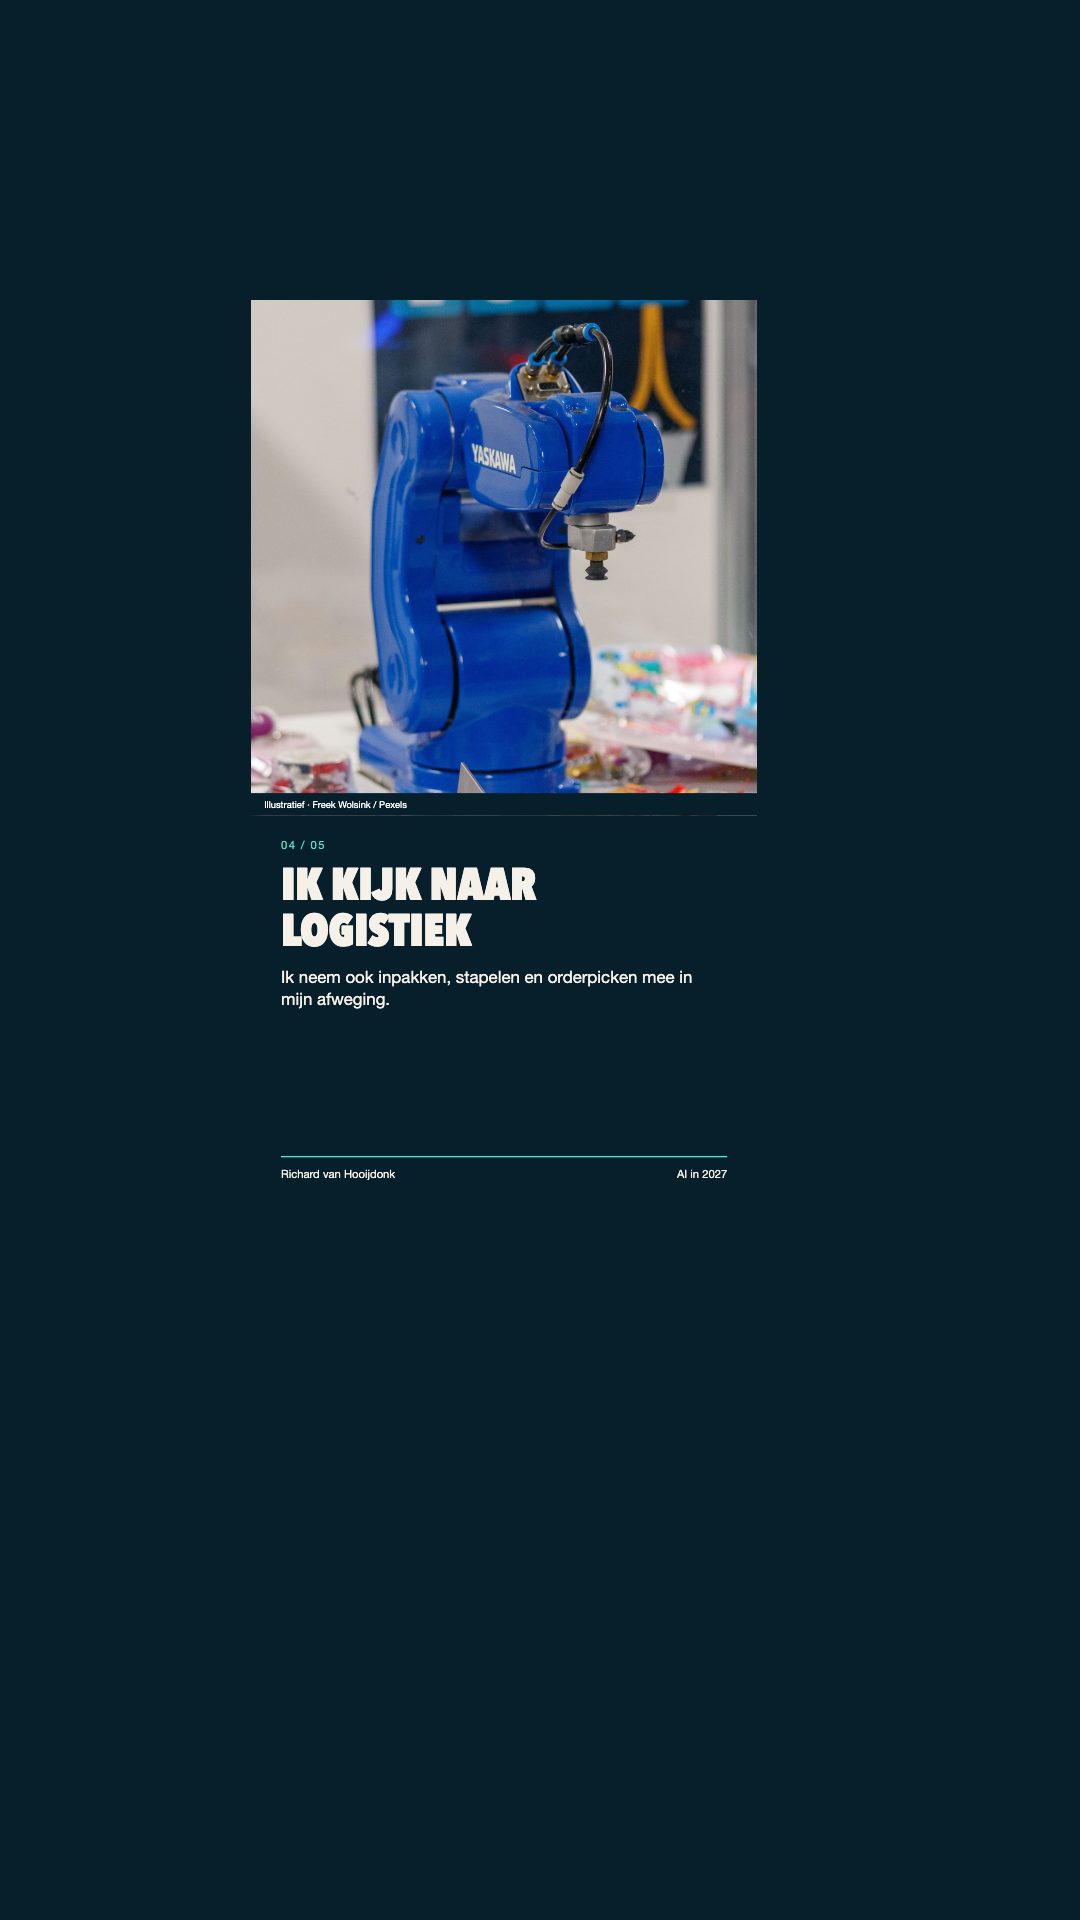 YASKAWA
Illustratief · Freek Wolsink / Pexels
04 / 05
IK KIJK NAAR
LOGISTIEK
Ik neem ook inpakken, stapelen en orderpicken mee in
mijn afweging.
Richard van Hooijdonk
AI in 2027